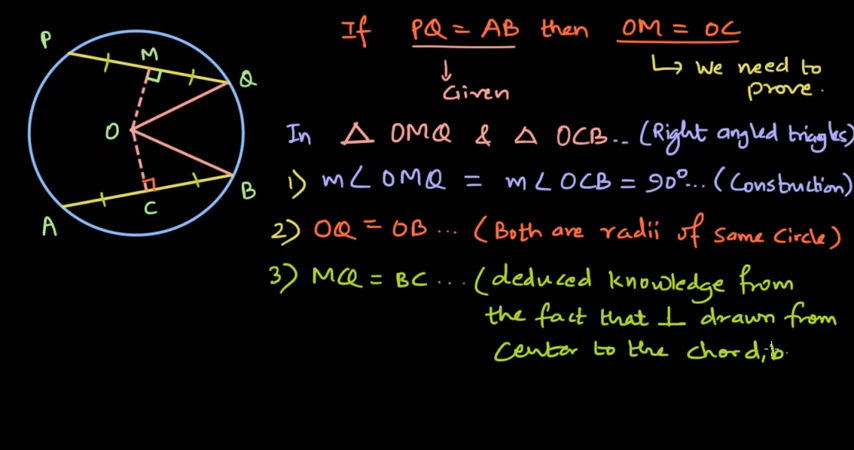 If PQ = AB then OM = OC
Given
We need to
prove.
P
M
Q
O
A
C
B
In △ OMQ & △ OCB.. (Right angled triangles)
1) m∠ OMQ = m∠ OCB = 90°... (Construction)
2) OQ = OB ... (Both are radii of same circle)
3) MQ = BC ... (deduced knowledge from
the fact that ⊥ drawn from
center to the chord, b